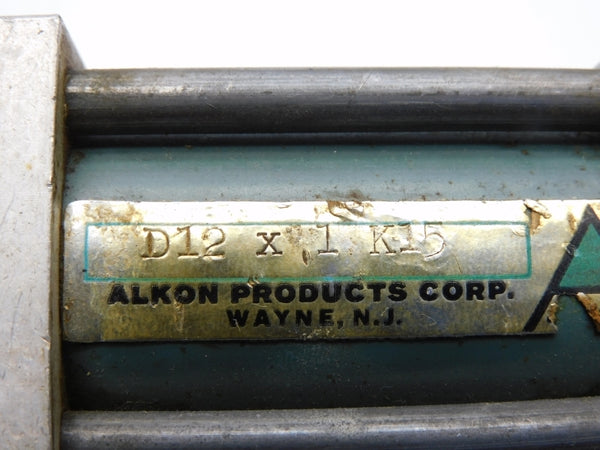 D12 x 1 K15
ALKON PRODUCTS CORP.
WAYNE, N.J.